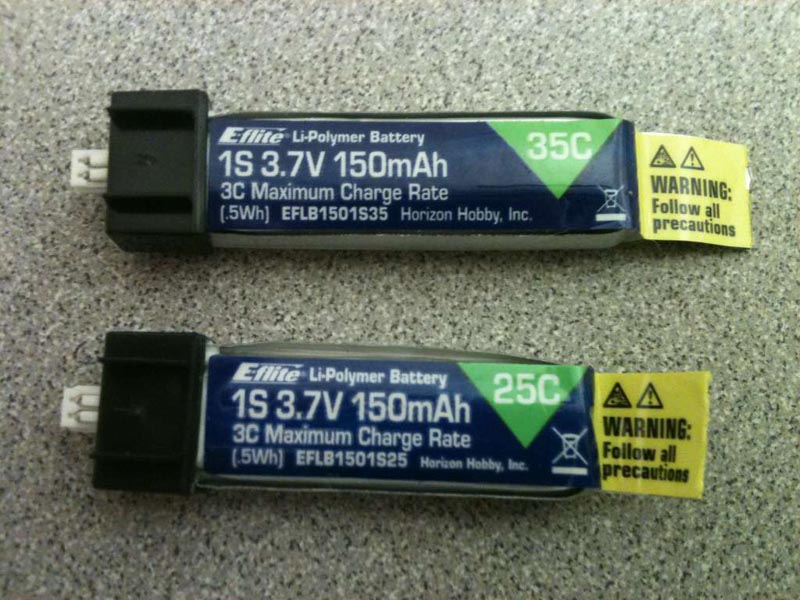 E-flite Li-Polymer Battery
35C
1S 3.7V 150mAh
3C Maximum Charge Rate
(.5Wh) EFLB1501S35 Horizon Hobby, Inc.
WARNING:
Follow all
precautions
E-flite Li-Polymer Battery
25C
1S 3.7V 150mAh
3C Maximum Charge Rate
(.5Wh) EFLB1501S25 Horizon Hobby, Inc.
WARNING:
Follow all
precautions